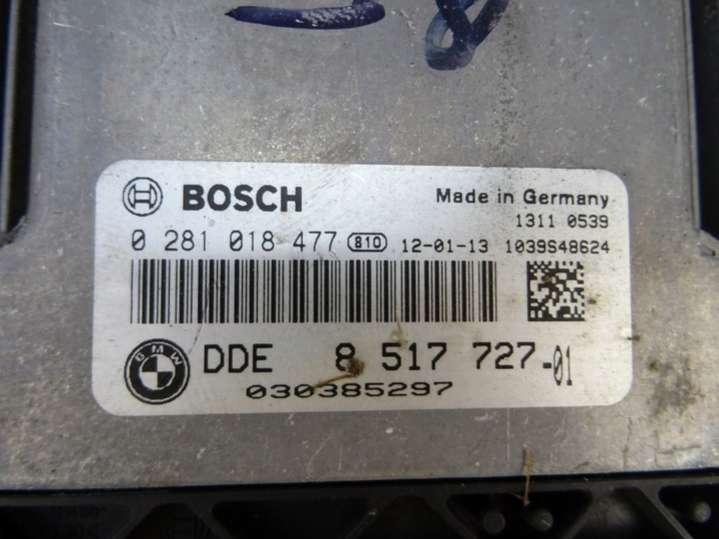 BOSCH
Made in Germany
1311 0539
0 281 018 477 810 12-01-13 1039S48624
BMW
DDE 8 517 727-01
030385297